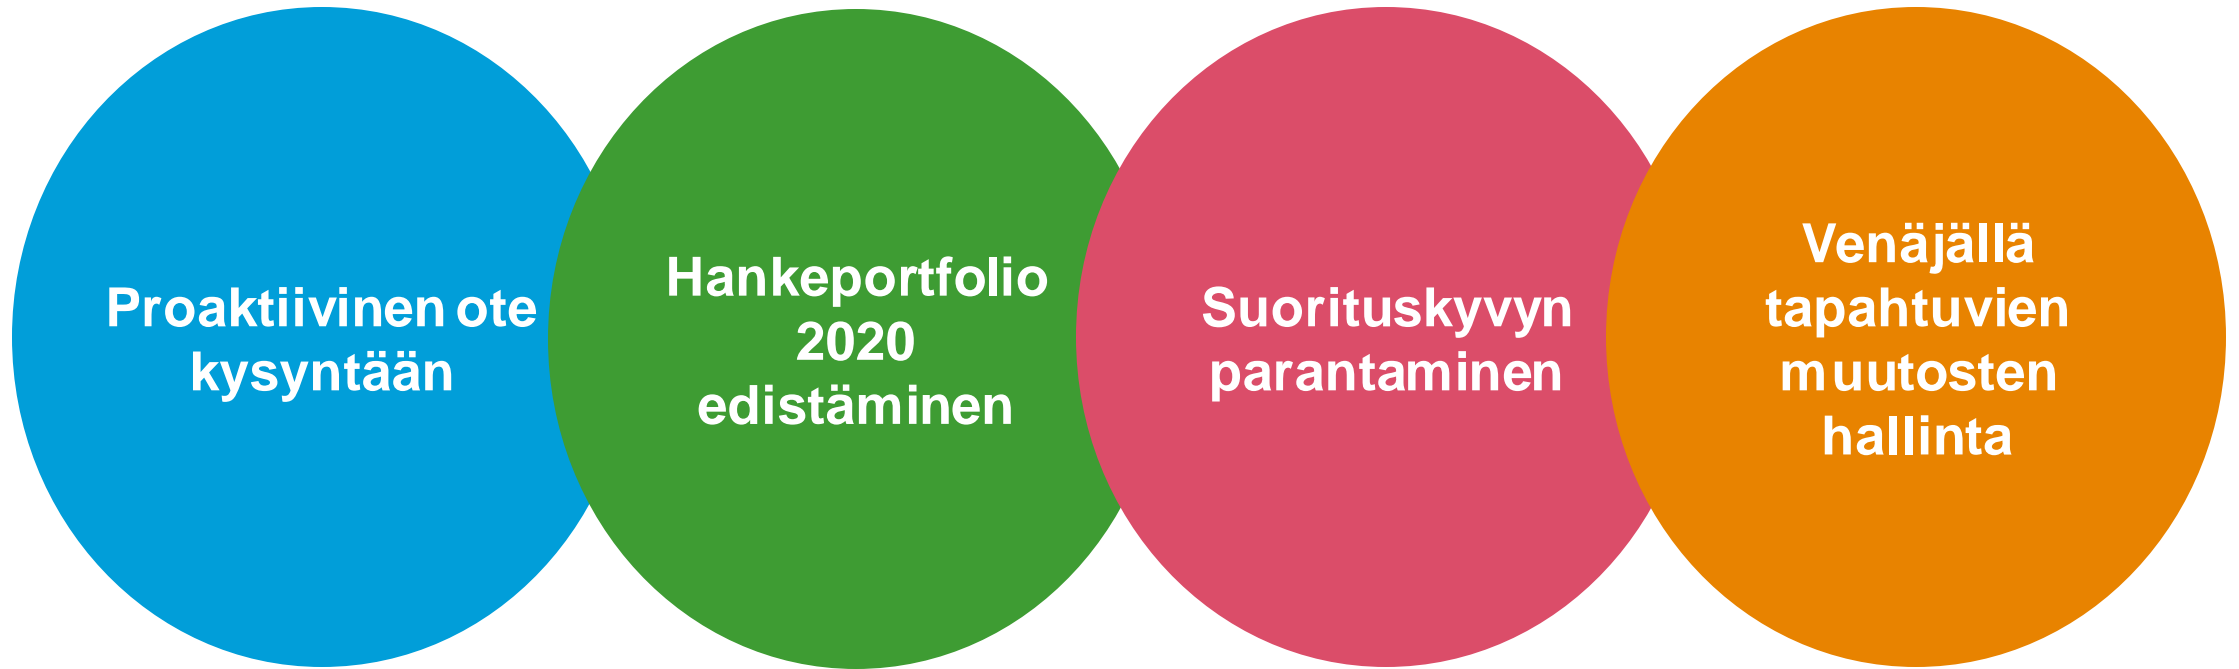 Proaktiivinen ote
kysyntään
Hankeportfolio
2020
edistäminen
Suorituskyvyn
parantaminen
Venäjällä
tapahtuvien
muutosten
hallinta